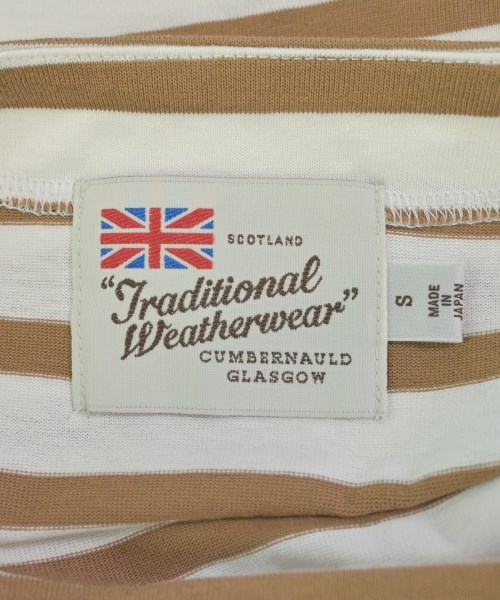 SCOTLAND
"Traditional
Weatherwear"
CUMBERNAULD
GLASGOW
S
MADE
IN
JAPAN